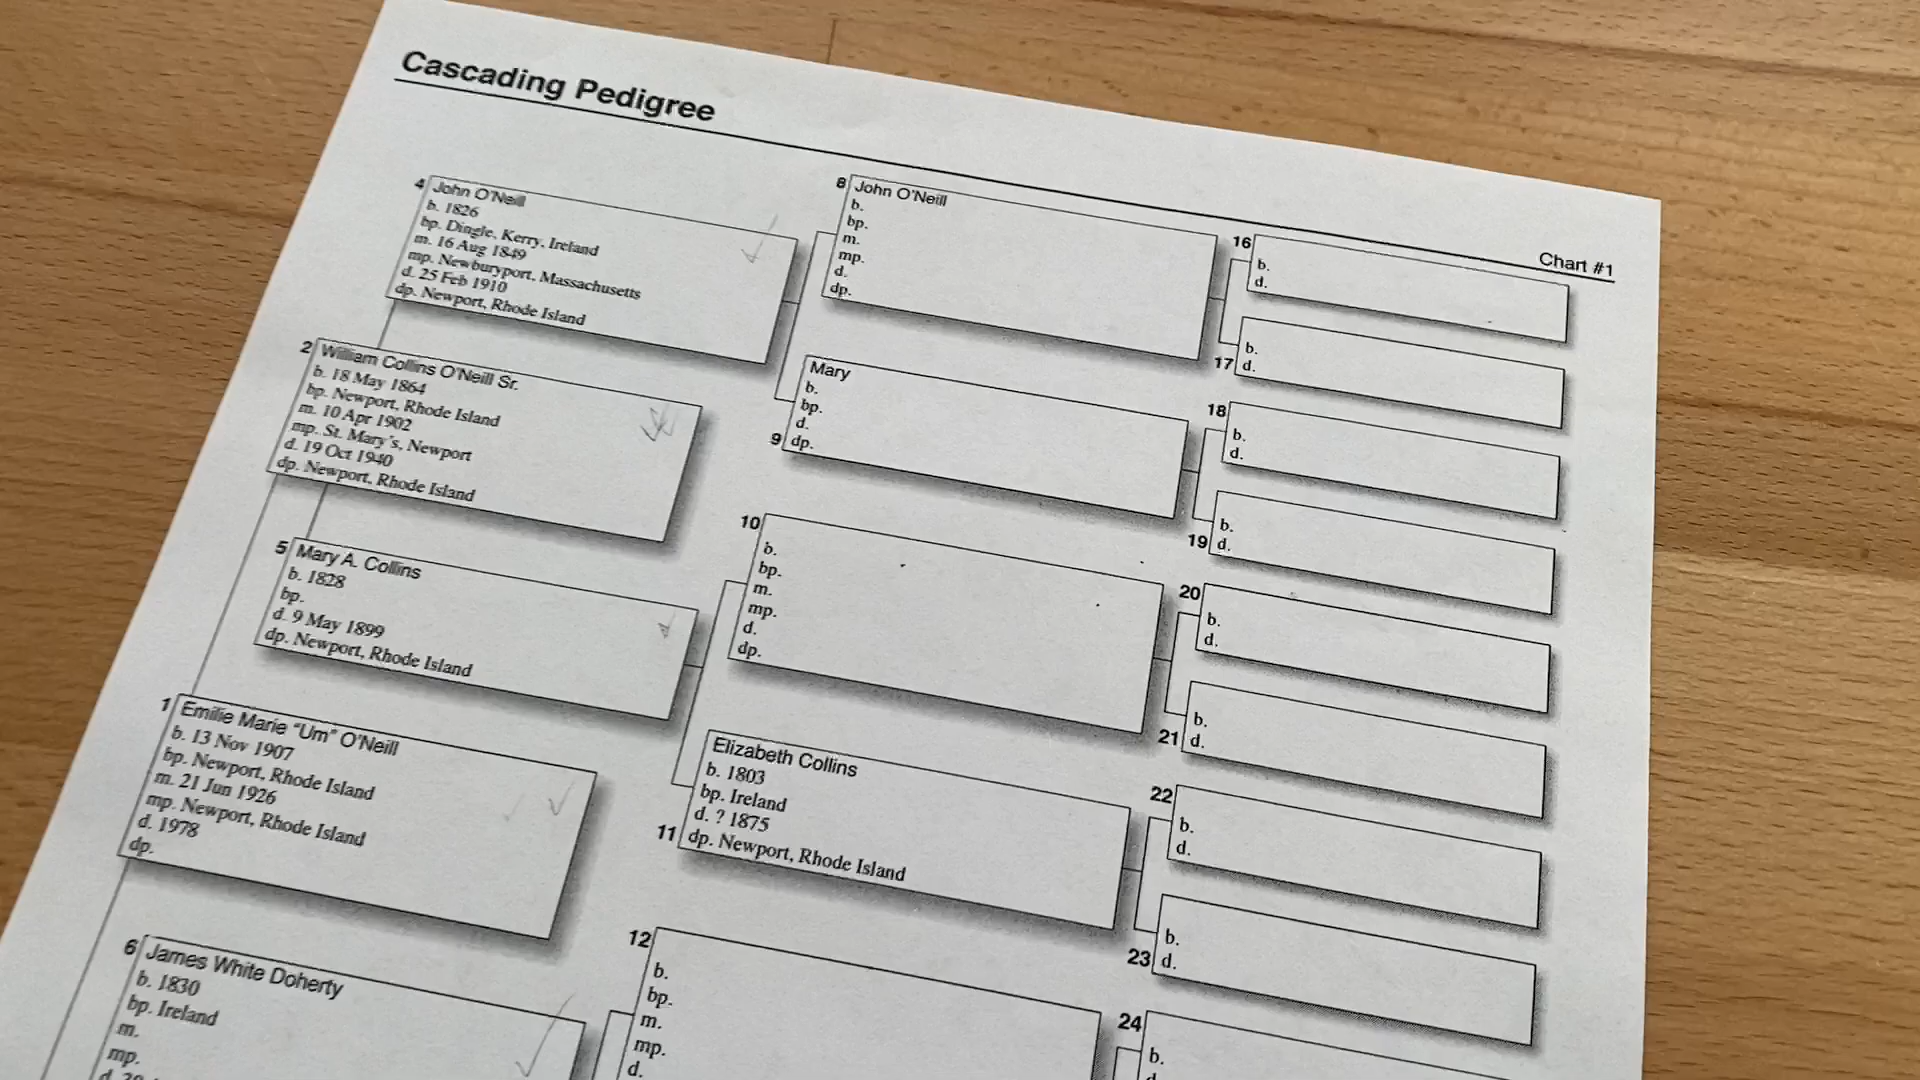 Cascading Pedigree
Chart #1
4 John O'Neill
b. 1826
bp. Dingle, Kerry, Ireland
m. 16 Aug 1849
mp. Newburyport, Massachusetts
d. 25 Feb 1910
dp. Newport, Rhode Island
2 William Collins O'Neill Sr.
b. 18 May 1864
bp. Newport, Rhode Island
m. 10 Apr 1902
mp. St. Mary's, Newport
d. 19 Oct 1940
dp. Newport, Rhode Island
5 Mary A. Collins
b. 1828
bp.
d. 9 May 1899
dp. Newport, Rhode Island
1 Emilie Marie "Um" O'Neill
b. 13 Nov 1907
bp. Newport, Rhode Island
m. 21 Jun 1926
mp. Newport, Rhode Island
d. 1978
dp.
6 James White Doherty
b. 1830
bp. Ireland
m.
mp.
8 John O'Neill
b.
bp.
m.
mp.
d.
dp.
Mary
b.
bp.
d.
9 dp.
10
b.
bp.
m.
mp.
d.
dp.
Elizabeth Collins
b. 1803
bp. Ireland
d. ? 1875
11 dp. Newport, Rhode Island
12
b.
bp.
m.
mp.
d.
16
b.
d.
b.
17 d.
18
b.
d.
b.
19 d.
20
b.
d.
b.
21 d.
22
b.
d.
b.
23 d.
24
b.